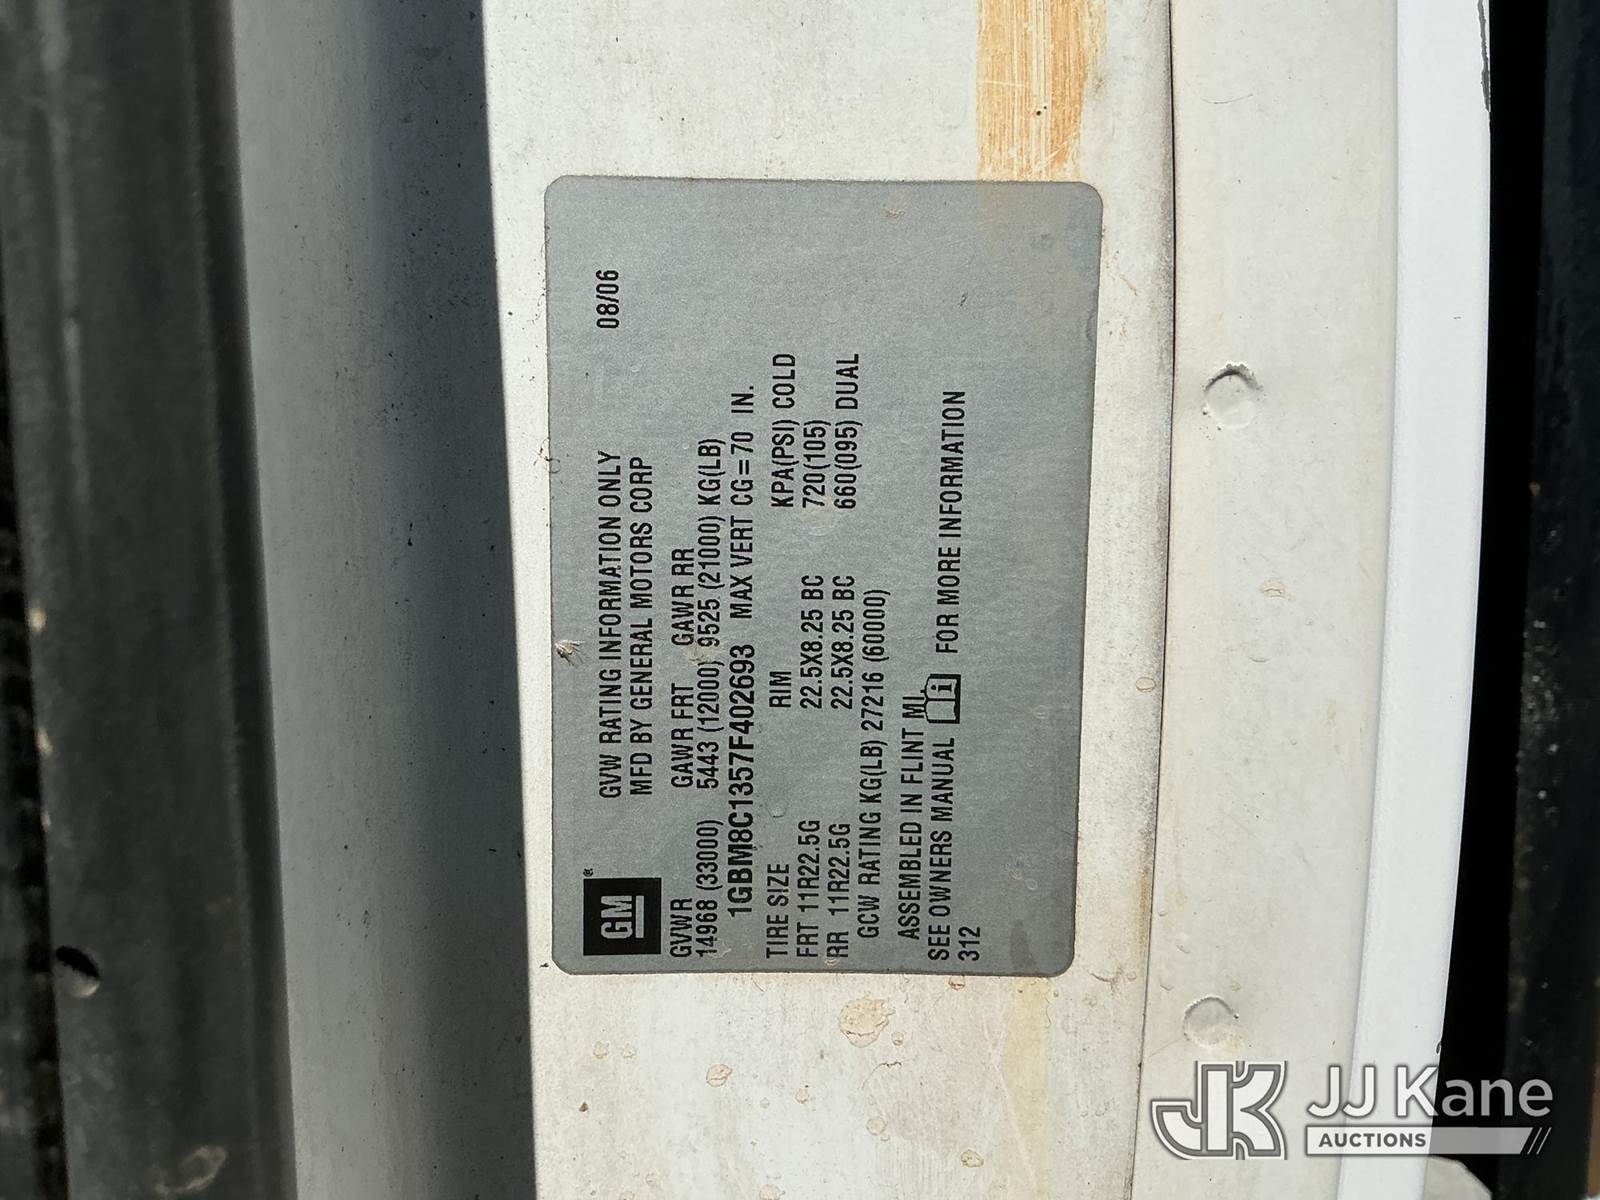 GM®
GVW RATING INFORMATION ONLY 08/06
MFD BY GENERAL MOTORS CORP
GVWR GAWR FRT GAWR RR
14968 (33000) 5443 (12000) 9525 (21000) KG(LB)
1GBM8C1357F402693 MAX VERT CG=70 IN.
TIRE SIZE RIM KPA(PSI) COLD
FRT 11R22.5G 22.5X8.25 BC 720(105)
RR 11R22.5G 22.5X8.25 BC 660(095) DUAL
GCW RATING KG(LB) 27216 (60000)
ASSEMBLED IN FLINT MI.
SEE OWNERS MANUAL i FOR MORE INFORMATION
312
JK JJ Kane
AUCTIONS